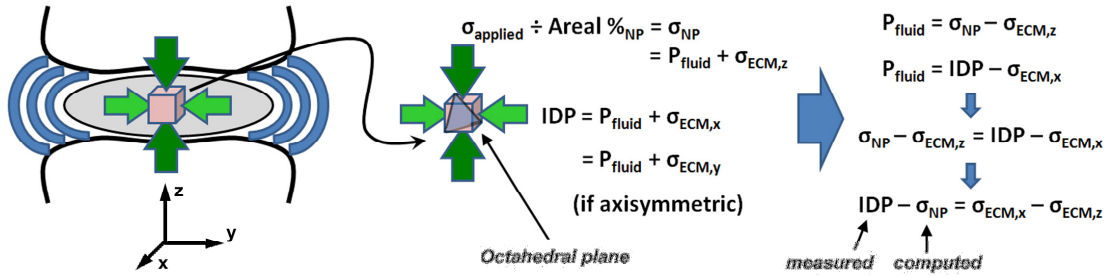 z
y
x
σapplied ÷ Areal %NP = σNP
= Pfluid + σECM,z
IDP = Pfluid + σECM,x
= Pfluid + σECM,y
(if axisymmetric)
Octahedral plane
Pfluid = σNP − σECM,z
Pfluid = IDP − σECM,x
σNP − σECM,z = IDP − σECM,x
IDP − σNP = σECM,x − σECM,z
measured computed